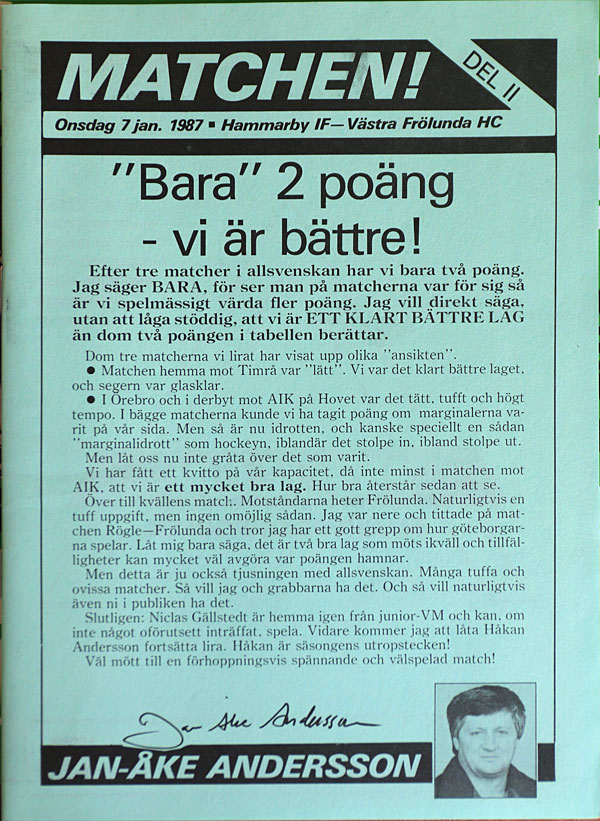 MATCHEN!
DEL II
Onsdag 7 jan. 1987 ▪ Hammarby IF—Västra Frölunda HC
"Bara" 2 poäng
- vi är bättre!
Efter tre matcher i allsvenskan har vi bara två poäng.
Jag säger BARA, för ser man på matcherna var för sig så
är vi spelmässigt värda fler poäng. Jag vill direkt säga,
utan att låga stöddig, att vi är ETT KLART BÄTTRE LAG
än dom två poängen i tabellen berättar.
Dom tre matcherna vi lirat har visat upp olika "ansikten".
● Matchen hemma mot Timrå var "lätt". Vi var det klart bättre laget,
och segern var glasklar.
● I Örebro och i derbyt mot AIK på Hovet var det tätt, tufft och högt
tempo. I bägge matcherna kunde vi ha tagit poäng om marginalerna va-
rit på vår sida. Men så är nu idrotten, och kanske speciellt en sådan
"marginalidrott" som hockeyn, iblandär det stolpe in, ibland stolpe ut.
Men låt oss nu inte gråta över det som varit.
Vi har fått ett kvitto på vår kapacitet, då inte minst i matchen mot
AIK, att vi är ett mycket bra lag. Hur bra återstår sedan att se.
Över till kvällens match. Motståndarna heter Frölunda. Naturligtvis en
tuff uppgift, men ingen omöjlig sådan. Jag var nere och tittade på mat-
chen Rögle—Frölunda och tror jag har ett gott grepp om hur göteborgar-
na spelar. Låt mig bara säga, det är två bra lag som möts ikväll och tillfäl-
ligheter kan mycket väl avgöra var poängen hamnar.
Men detta är ju också tjusningen med allsvenskan. Många tuffa och
ovissa matcher. Så vill jag och grabbarna ha det. Och så vill naturligtvis
även ni i publiken ha det.
Slutligen: Niclas Gällstedt är hemma igen från junior-VM och kan, om
inte något oförutsett inträffat, spela. Vidare kommer jag att låta Håkan
Andersson fortsätta lira. Håkan är säsongens utropstecken!
Väl mött till en förhoppningsvis spännande och välspelad match!
Jan Åke Andersson
JAN-ÅKE ANDERSSON